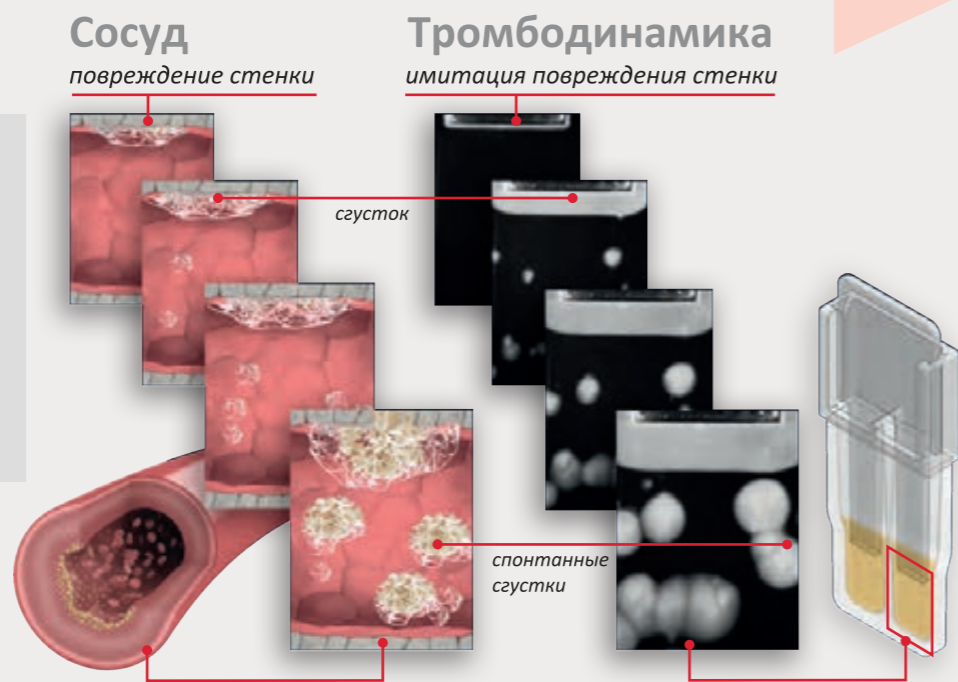 Сосуд
повреждение стенки
Тромбодинамика
имитация повреждения стенки
сгусток
спонтанные
сгустки